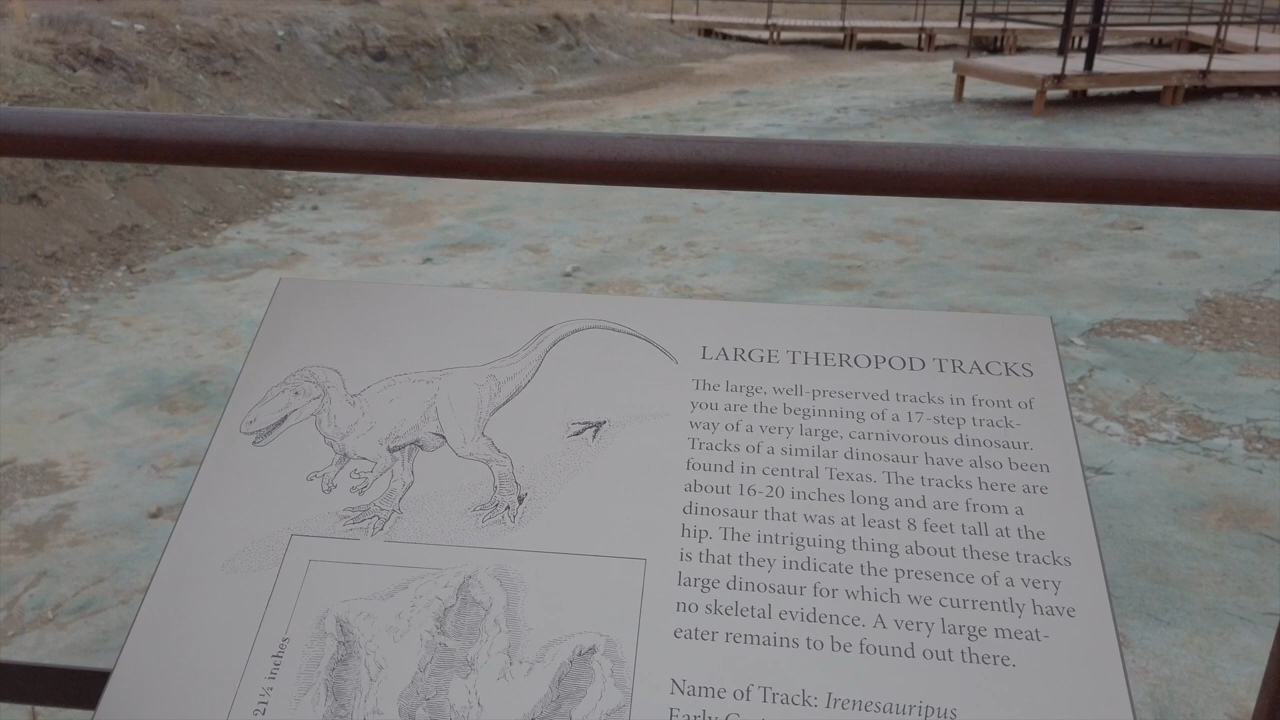 LARGE THEROPOD TRACKS
The large, well-preserved tracks in front of
you are the beginning of a 17-step track-
way of a very large, carnivorous dinosaur.
Tracks of a similar dinosaur have also been
found in central Texas. The tracks here are
about 16-20 inches long and are from a
dinosaur that was at least 8 feet tall at the
hip. The intriguing thing about these tracks
is that they indicate the presence of a very
large dinosaur for which we currently have
no skeletal evidence. A very large meat-
eater remains to be found out there.
21½ inches
Name of Track: Irenesauripus
Early